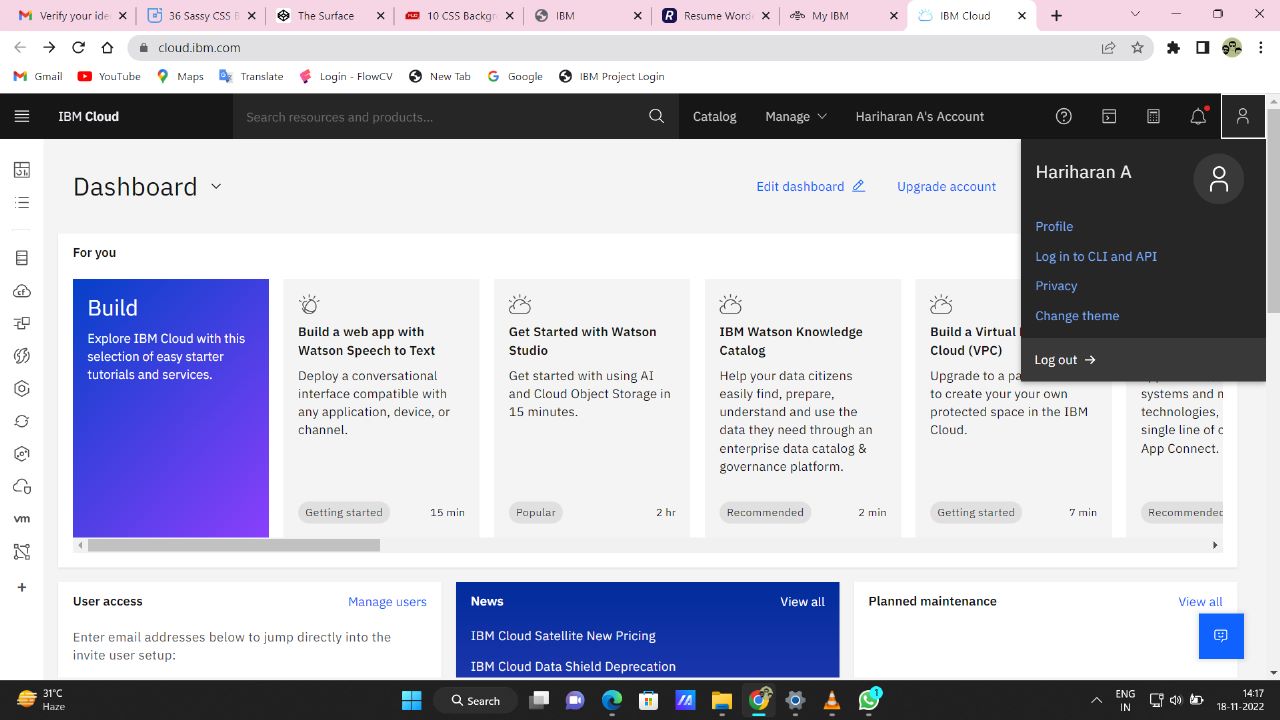 Verify your ide
36 Sassy
B
The Surface
10 CSS Backgr
IBM
Resume Word
My IBM
IBM Cloud
cloud.ibm.com
Gmail
YouTube
Maps
Translate
Login - FlowCV
New Tab
Google
IBM Project Login
IBM Cloud
Search resources and products...
Catalog
Manage
Hariharan A's Account
Dashboard
Edit dashboard
Upgrade account
Hariharan A
Profile
Log in to CLI and API
Privacy
Change theme
Log out →
For you
Build
Explore IBM Cloud with this
selection of easy starter
tutorials and services.
Build a web app with
Watson Speech to Text
Deploy a conversational
interface compatible with
any application, device, or
channel.
Getting started 15 min
Get Started with Watson
Studio
Get started with using AI
and Cloud Object Storage in
15 minutes.
Popular 2 hr
IBM Watson Knowledge
Catalog
Help your data citizens
easily find, prepare,
understand and use the
data they need through an
enterprise data catalog &
governance platform.
Recommended 2 min
Build a Virtual
Cloud (VPC)
Upgrade to a pa
to create your your own
protected space in the IBM
Cloud.
Getting started 7 min
systems and m
technologies,
single line of c
App Connect.
Recommended
vm
User access Manage users
Enter email addresses below to jump directly into the
invite user setup:
News View all
IBM Cloud Satellite New Pricing
IBM Cloud Data Shield Deprecation
Planned maintenance View all
31°C
Haze
Search
1
ENG
IN
14:17
18-11-2022